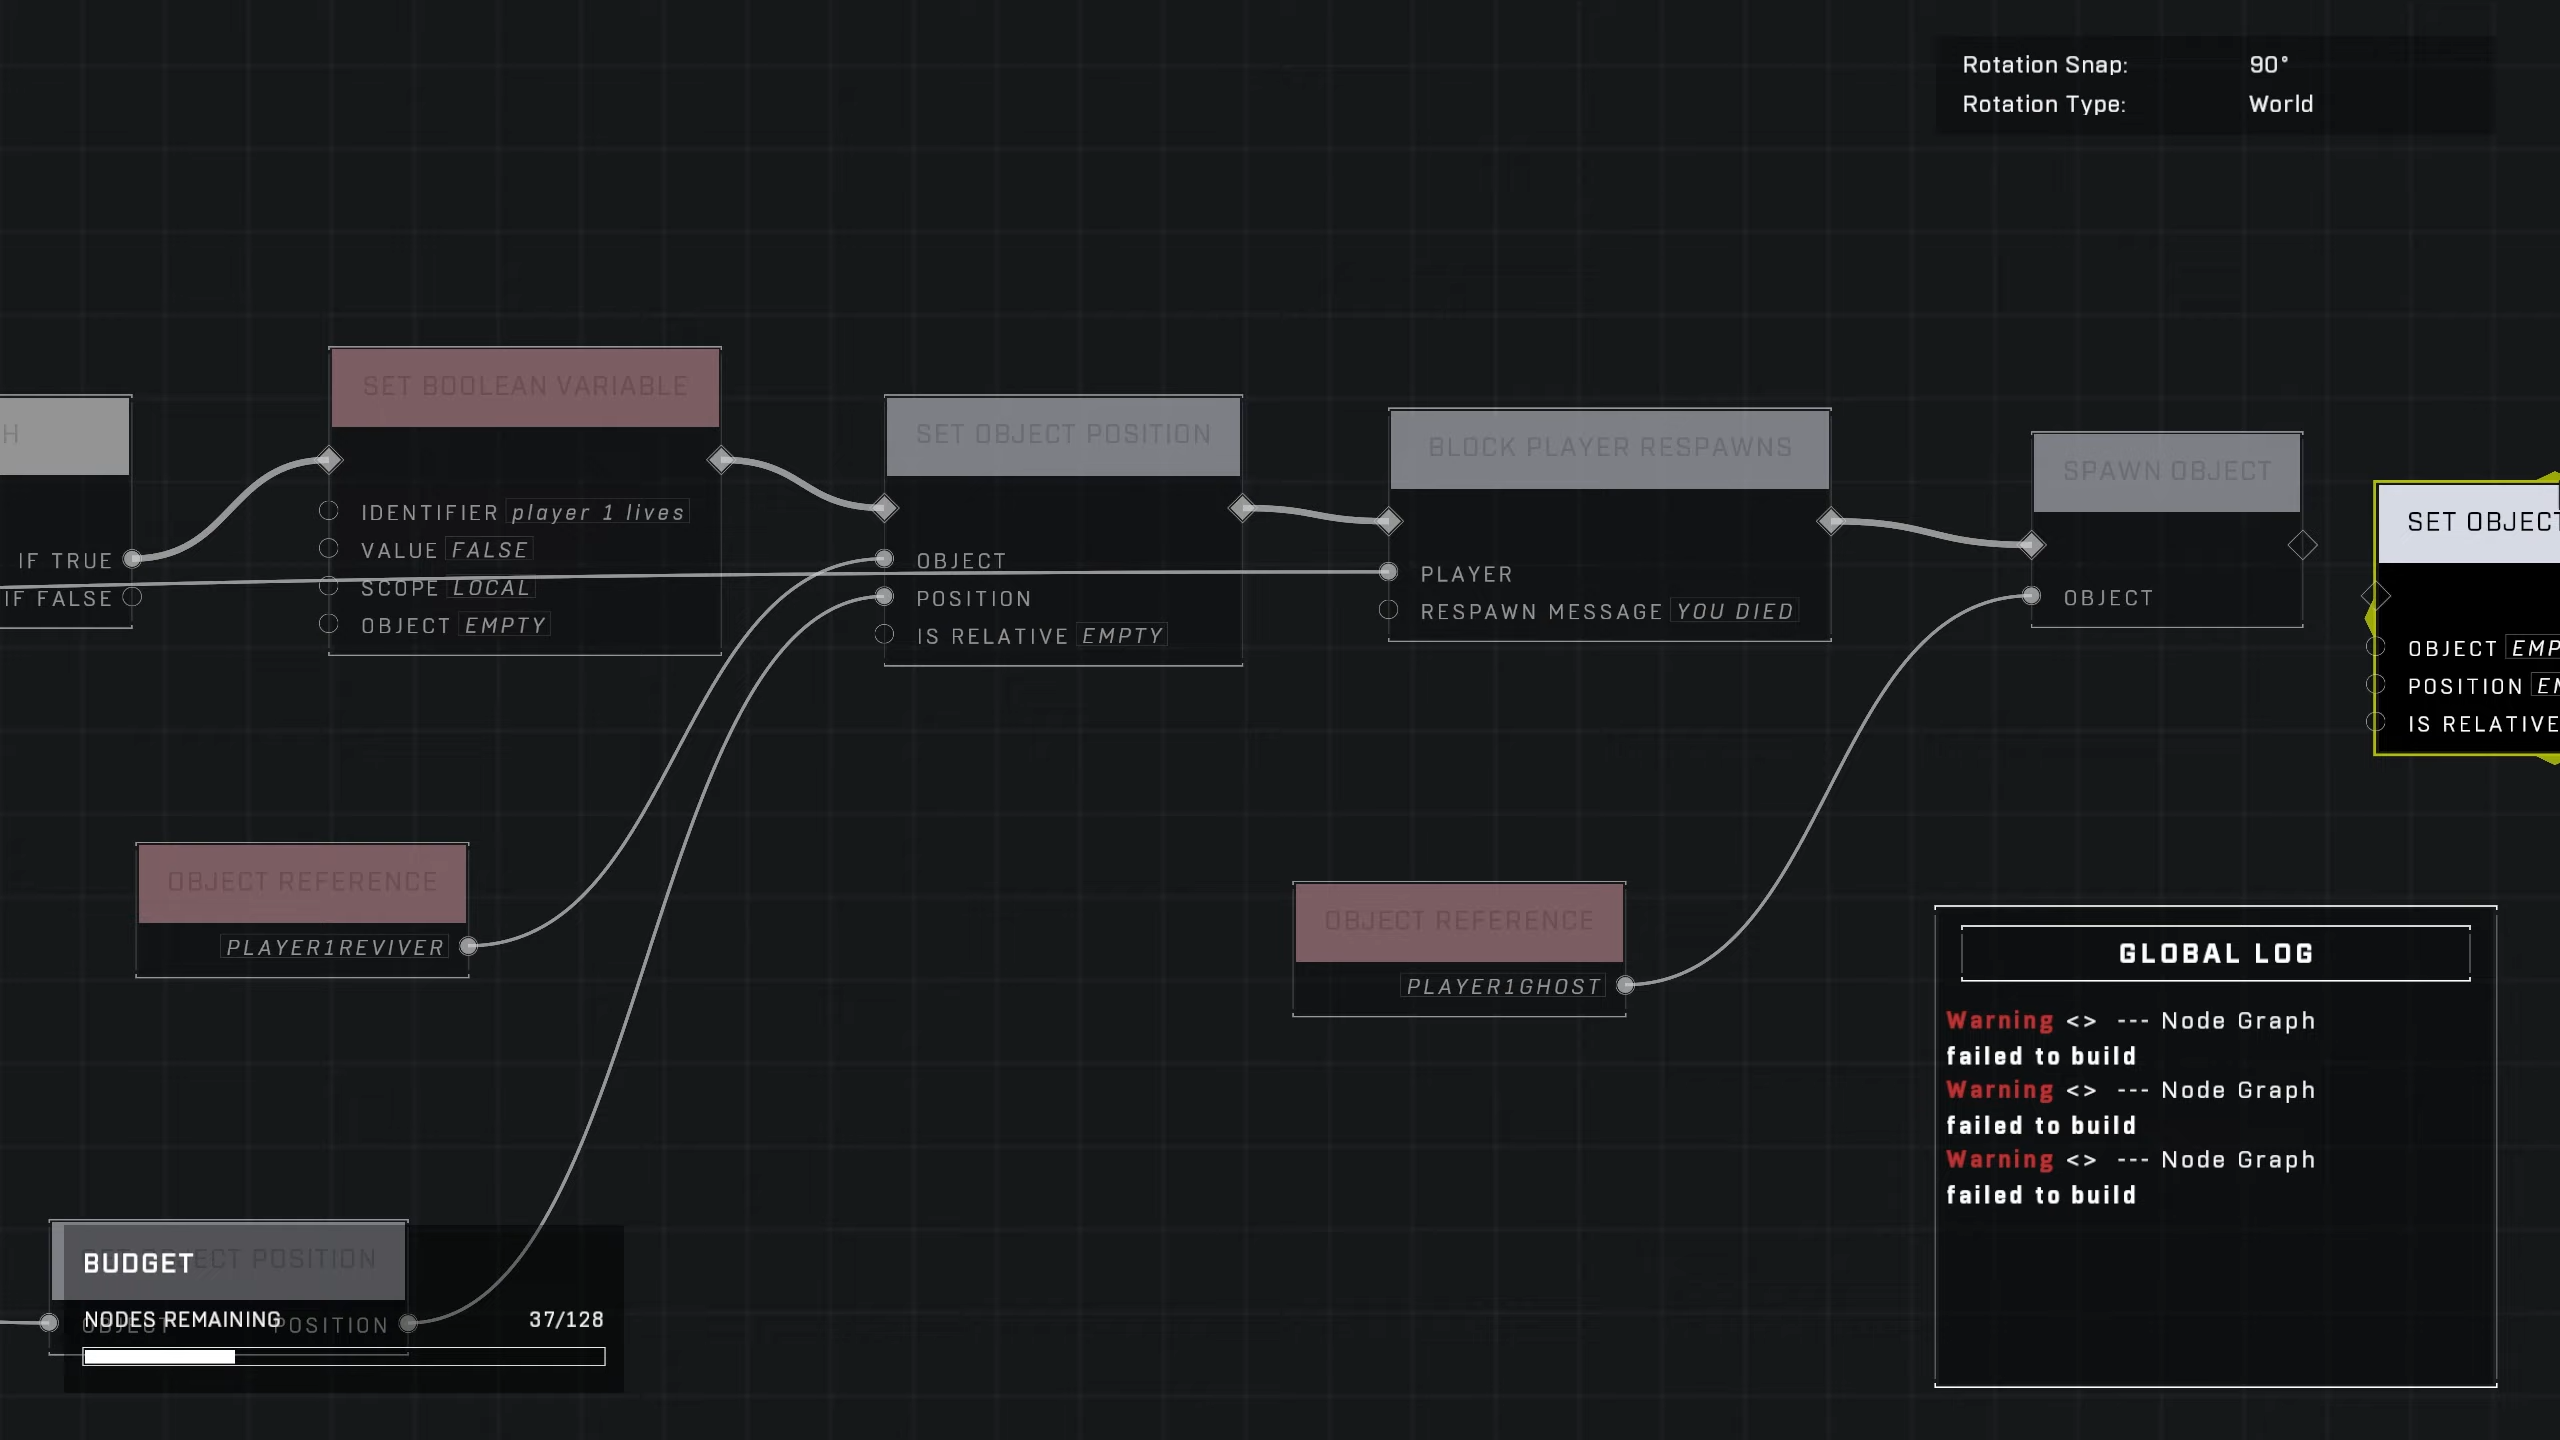 Rotation Snap: 90°
Rotation Type: World
H
IF TRUE
IF FALSE
SET BOOLEAN VARIABLE
IDENTIFIER player 1 lives
VALUE FALSE
SCOPE LOCAL
OBJECT EMPTY
SET OBJECT POSITION
OBJECT
POSITION
IS RELATIVE EMPTY
BLOCK PLAYER RESPAWNS
PLAYER
RESPAWN MESSAGE YOU DIED
SPAWN OBJECT
OBJECT
SET OBJECT
OBJECT EMP
POSITION EM
IS RELATIVE
OBJECT REFERENCE
PLAYER1REVIVER
OBJECT REFERENCE
PLAYER1GHOST
GLOBAL LOG
Warning <> --- Node Graph
failed to build
Warning <> --- Node Graph
failed to build
Warning <> --- Node Graph
failed to build
POSITION
BUDGET
OBJECT POSITION
NODES REMAINING 37/128